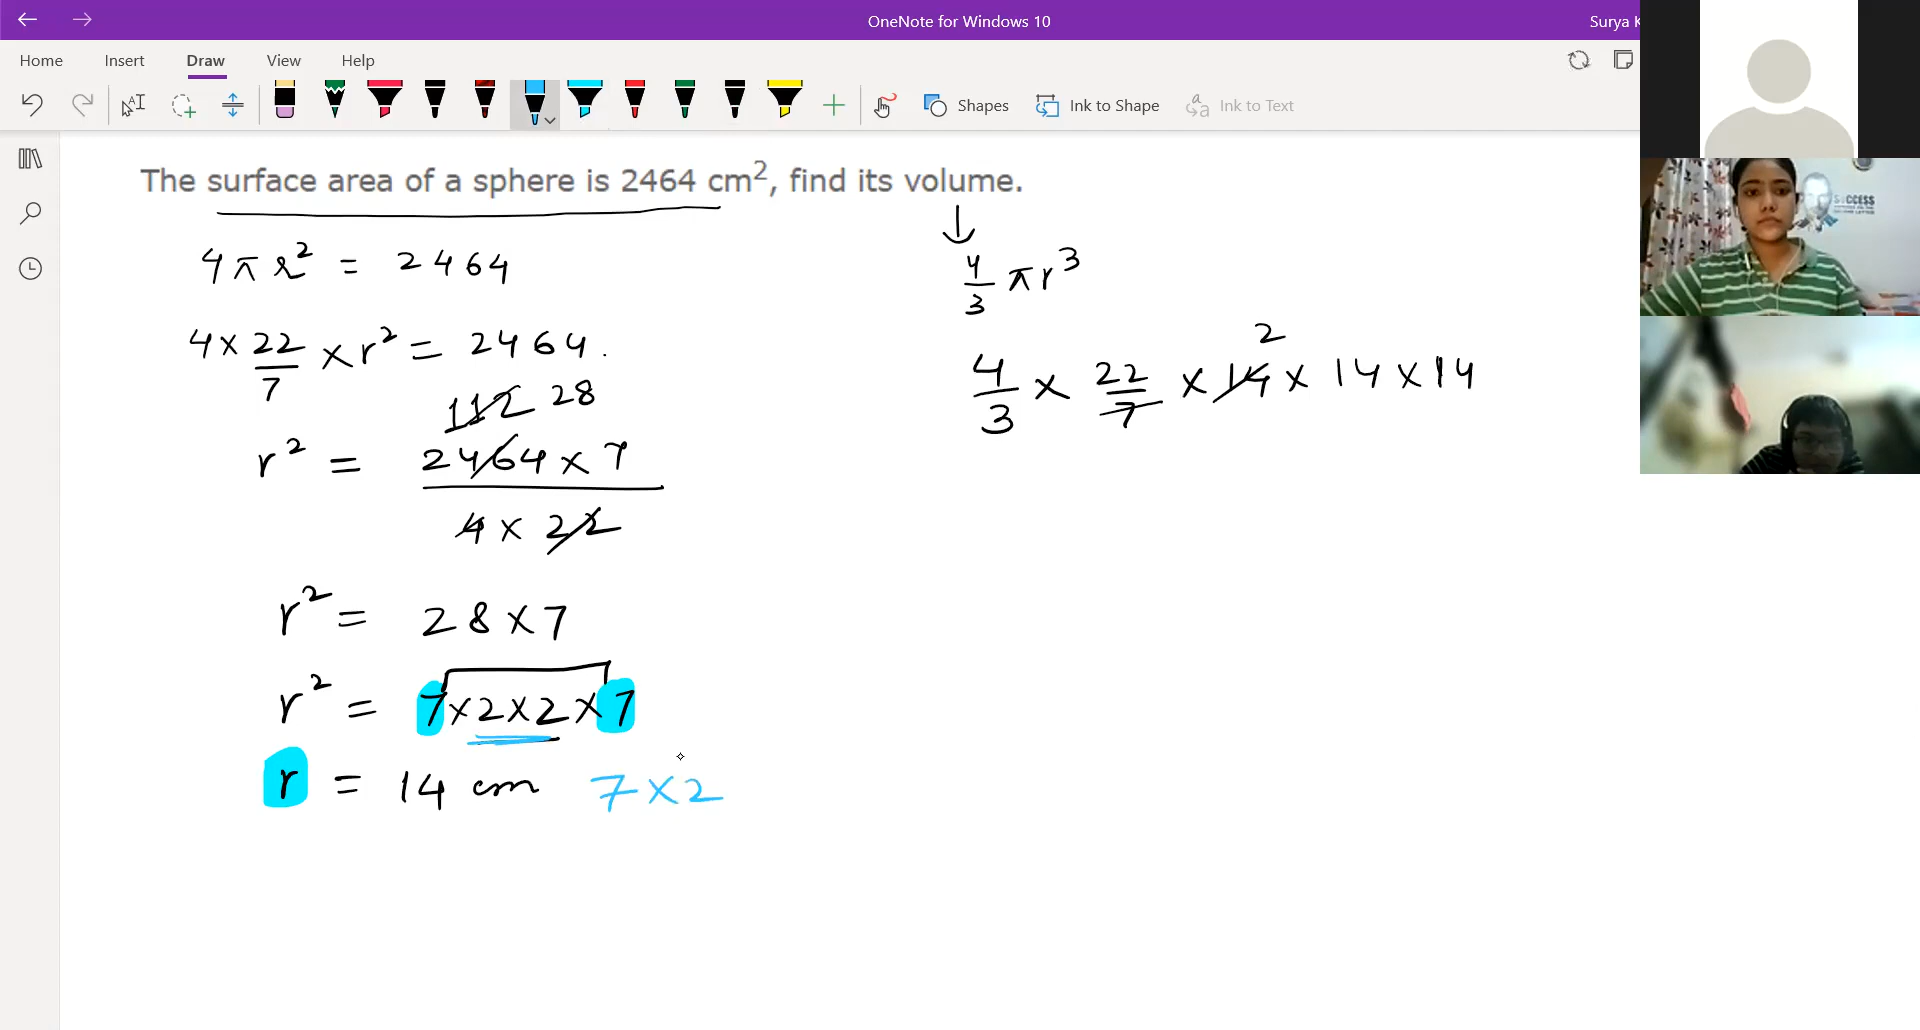 OneNote for Windows 10
Surya K
Home Insert Draw View Help
Shapes Ink to Shape Ink to Text
The surface area of a sphere is 2464 cm², find its volume.
4πr² = 2464
4 × 22/7 × r² = 2464.
112 28
r² = 2464 × 7
4 × 22
r² = 28 × 7
r² = 7 × 2 × 2 × 7
r = 14 cm 7 × 2
4/3 πr³
2
4/3 × 22/7 × 14 × 14 × 14
SUCCESS